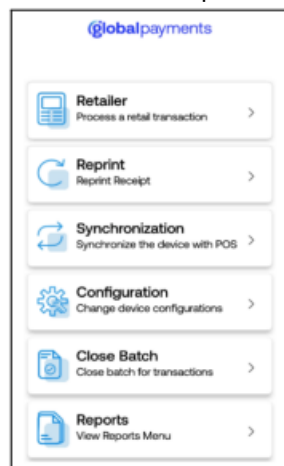 globalpayments
Retailer
Process a retail transaction
Reprint
Reprint Receipt
Synchronization
Synchronize the device with POS
Configuration
Change device configurations
Close Batch
Close batch for transactions
Reports
View Reports Menu